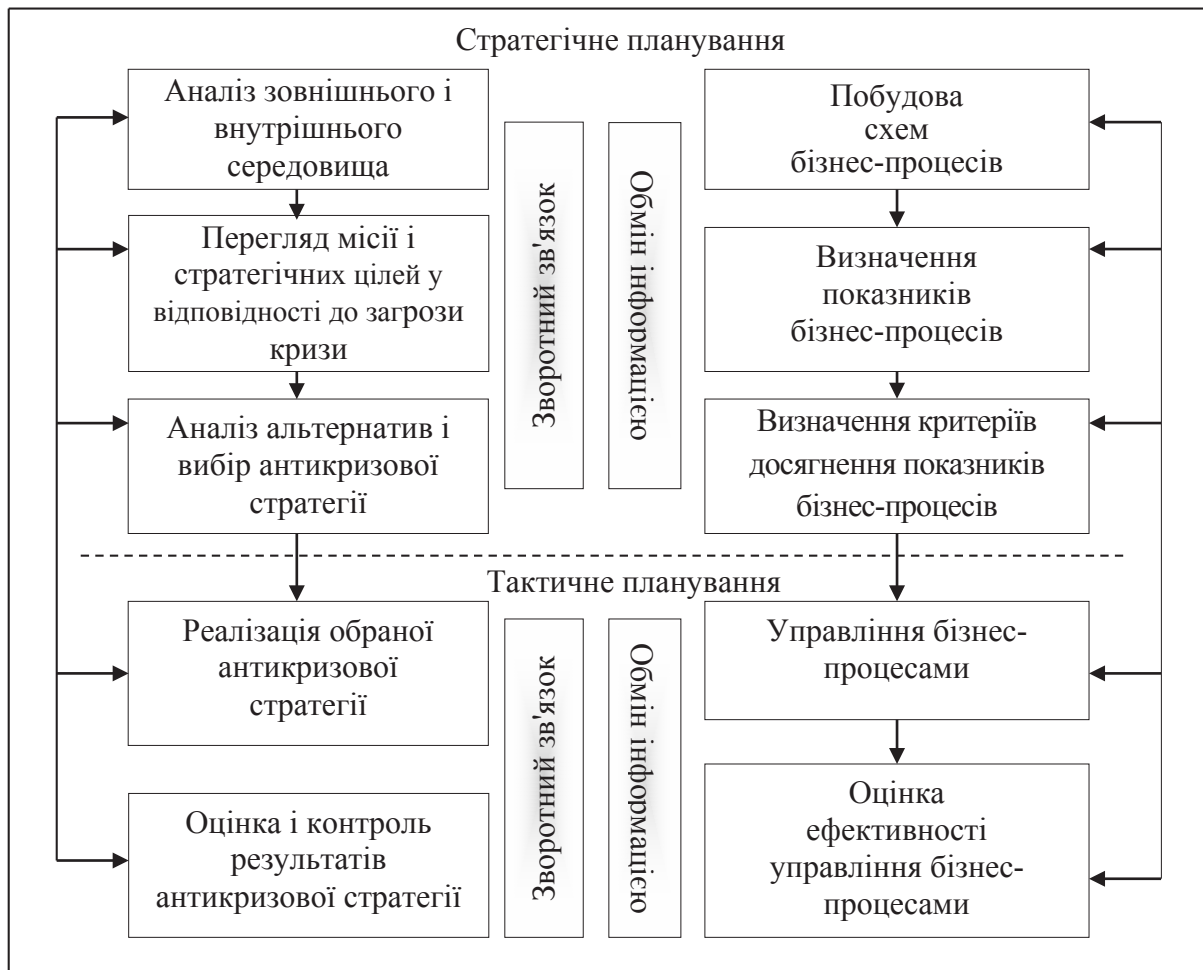 Стратегічне планування
Аналіз зовнішнього і
внутрішнього
середовища
Перегляд місії і
стратегічних цілей у
відповідності до загрози
кризи
Аналіз альтернатив і
вибір антикризової
стратегії
Зворотний зв'язок
Обмін інформацією
Побудова
схем
бізнес-процесів
Визначення
показників
бізнес-процесів
Визначення критеріїв
досягнення показників
бізнес-процесів
Тактичне планування
Реалізація обраної
антикризової
стратегії
Оцінка і контроль
результатів
антикризової стратегії
Зворотний зв'язок
Обмін інформацією
Управління бізнес-
процесами
Оцінка
ефективності
управління бізнес-
процесами